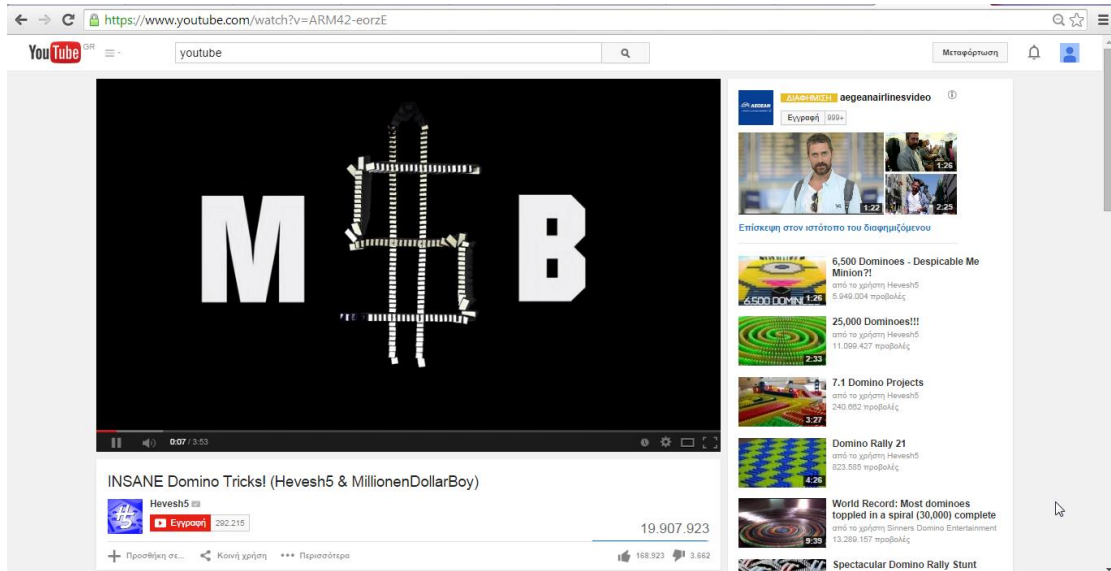 https://www.youtube.com/watch?v=ARM42-eorzE
YouTube GR
youtube
Μεταφόρτωση
M B
0:07 / 3:53
INSANE Domino Tricks! (Hevesh5 & MillionenDollarBoy)
H5
Hevesh5
Εγγραφή 292.215
19.907.923
Προσθήκη σε... Κοινή χρήση Περισσότερα
168.923 3.662
AEGEAN
ΔΙΑΦΗΜΙΣΗ aegeanairlinesvideo
Εγγραφή 999+
1:26
1:22
2:25
Επίσκεψη στον ιστότοπο του διαφημιζόμενου
6,500 Dominoes - Despicable Me
Minion?!
από το χρήστη Hevesh5
5.949.004 προβολές
1:26
25,000 Dominoes!!!
από το χρήστη Hevesh5
11.099.427 προβολές
2:33
7.1 Domino Projects
από το χρήστη Hevesh5
240.662 προβολές
3:27
Domino Rally 21
από το χρήστη Hevesh5
823.585 προβολές
4:26
World Record: Most dominoes
toppled in a spiral (30,000) complete
από το χρήστη Sinners Domino Entertainment
13.289.157 προβολές
9:39
Spectacular Domino Rally Stunt